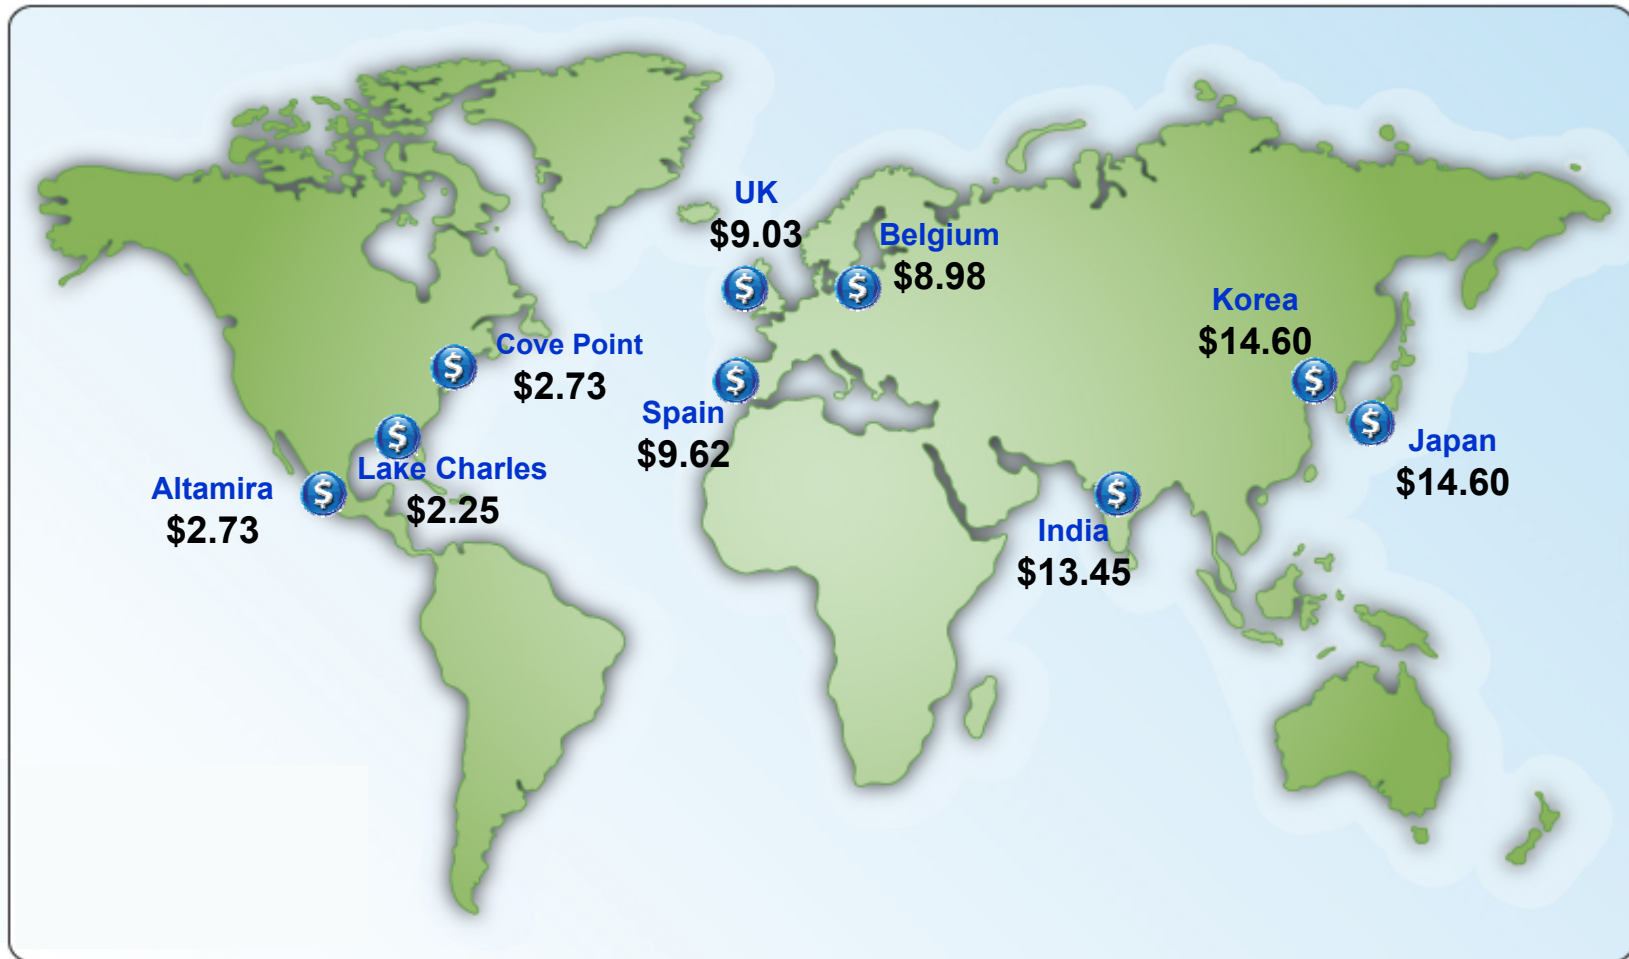 UK
$9.03
Belgium
$8.98
Korea
$14.60
Cove Point
$2.73
Spain
$9.62
Japan
$14.60
Lake Charles
$2.25
Altamira
$2.73
India
$13.45